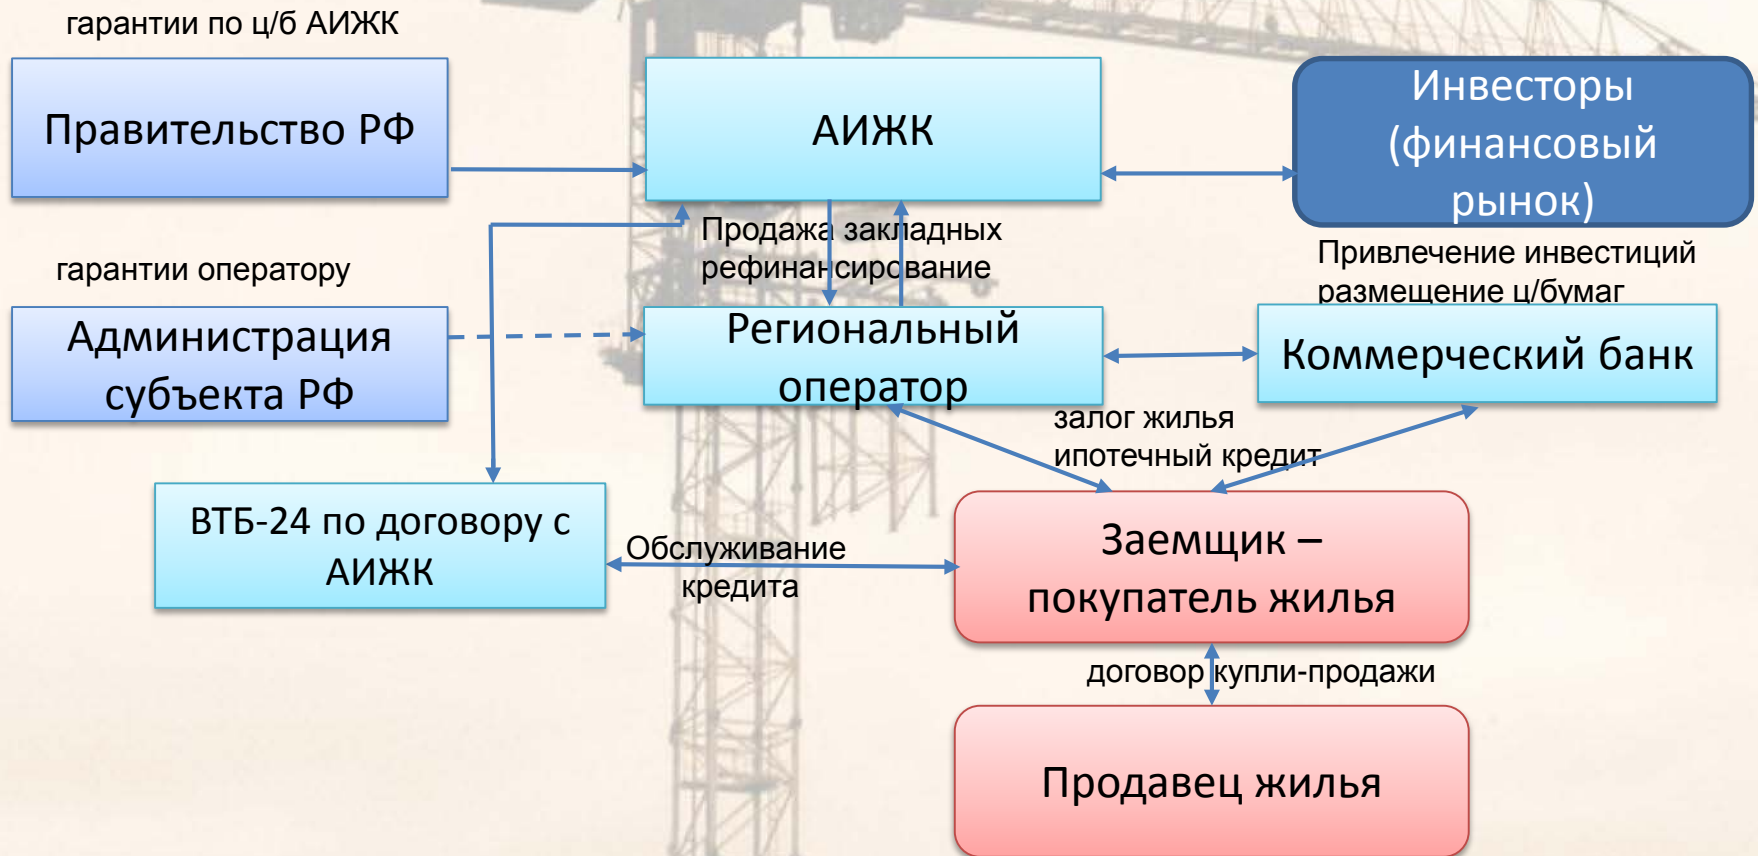 гарантии по ц/б АИЖК
Правительство РФ
АИЖК
Инвесторы
(финансовый
рынок)
Продажа закладных
рефинансирование
Привлечение инвестиций
размещение ц/бумаг
гарантии оператору
Администрация
субъекта РФ
Региональный
оператор
Коммерческий банк
залог жилья
ипотечный кредит
ВТБ-24 по договору с
АИЖК
Обслуживание
кредита
Заемщик –
покупатель жилья
договор купли-продажи
Продавец жилья